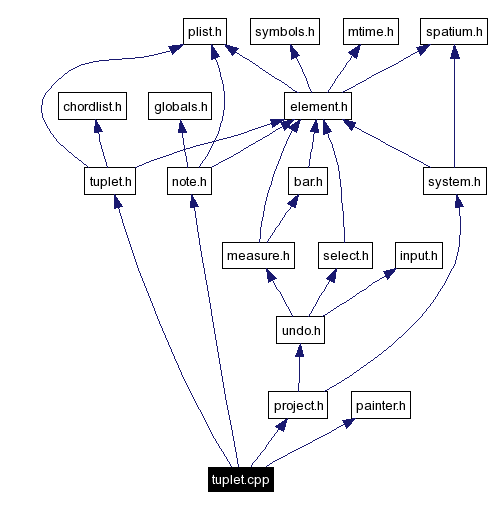 plist.h
symbols.h
mtime.h
spatium.h
chordlist.h
globals.h
element.h
tuplet.h
note.h
bar.h
system.h
measure.h
select.h
input.h
undo.h
project.h
painter.h
tuplet.cpp